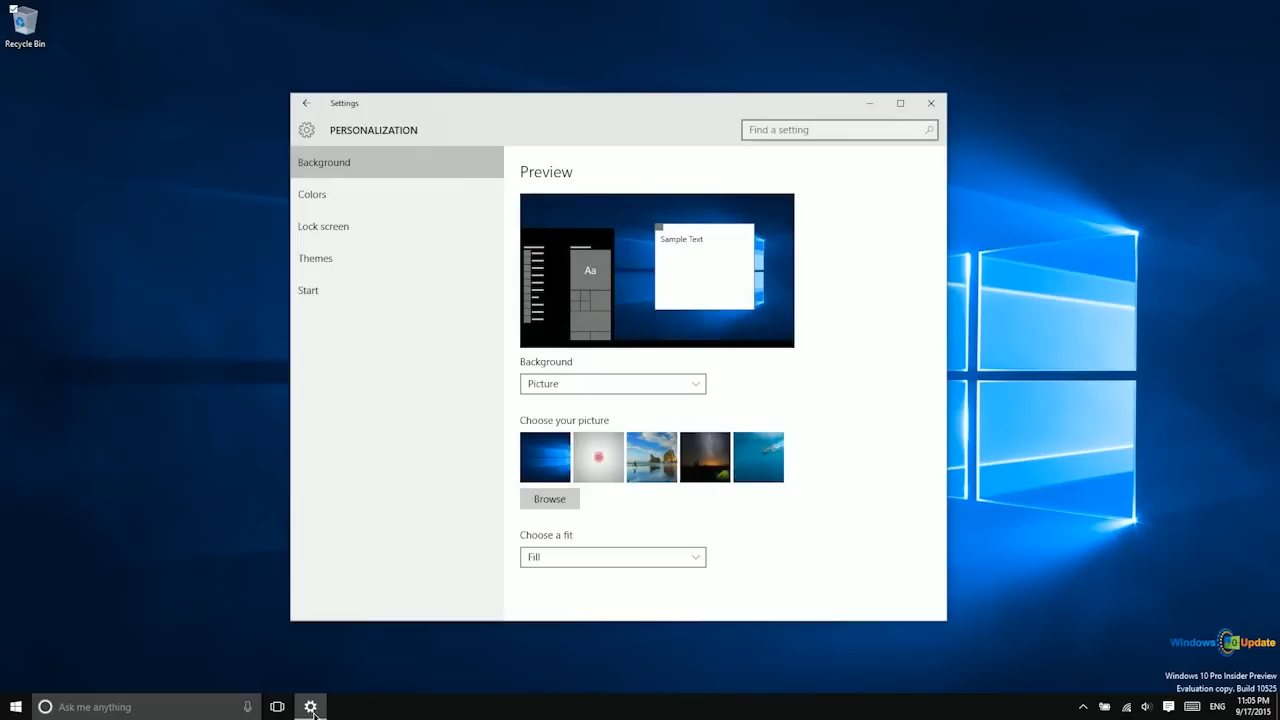 Recycle Bin
Settings
PERSONALIZATION
Find a setting
Background
Colors
Lock screen
Themes
Start
Preview
Sample Text
Aa
Background
Picture
Choose your picture
Browse
Choose a fit
Fill
Windows 10 Update
Windows 10 Pro Insider Preview
Evaluation copy. Build 10525
Ask me anything
ENG
11:05 PM
9/17/2015